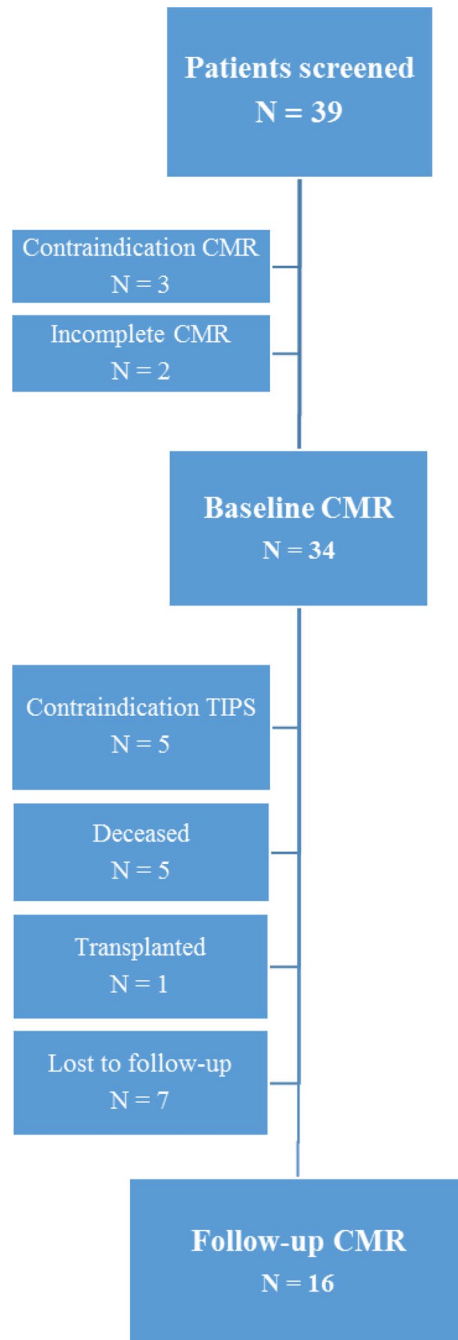 Patients screened
N = 39
Contraindication CMR
N = 3
Incomplete CMR
N = 2
Baseline CMR
N = 34
Contraindication TIPS
N = 5
Deceased
N = 5
Transplanted
N = 1
Lost to follow-up
N = 7
Follow-up CMR
N = 16